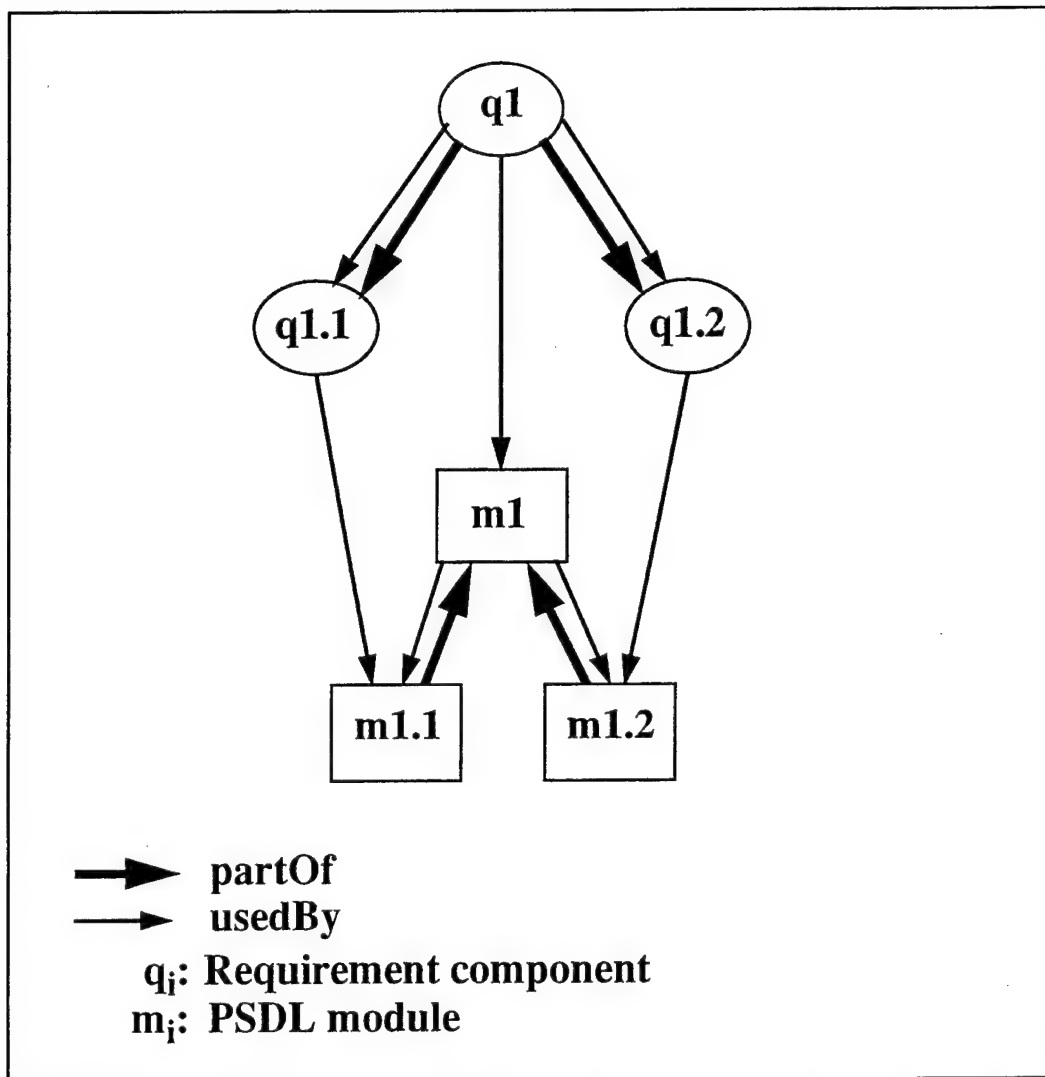 q1
q1.1
q1.2
m1
m1.1
m1.2
partOf
usedBy
qi: Requirement component
mi: PSDL module